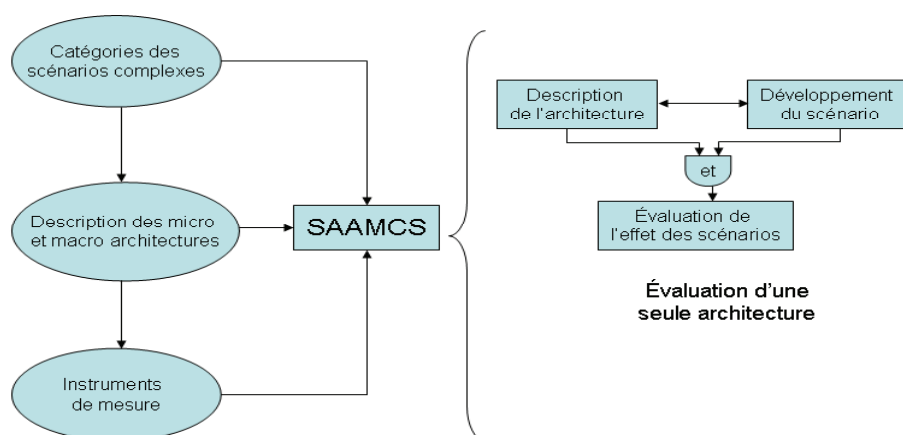 Catégories des
scénarios complexes
Description des micro
et macro architectures
Instruments
de mesure
SAAMCS
Description
de l'architecture
Développement
du scénario
et
Évaluation de
l'effet des scénarios
Évaluation d'une
seule architecture